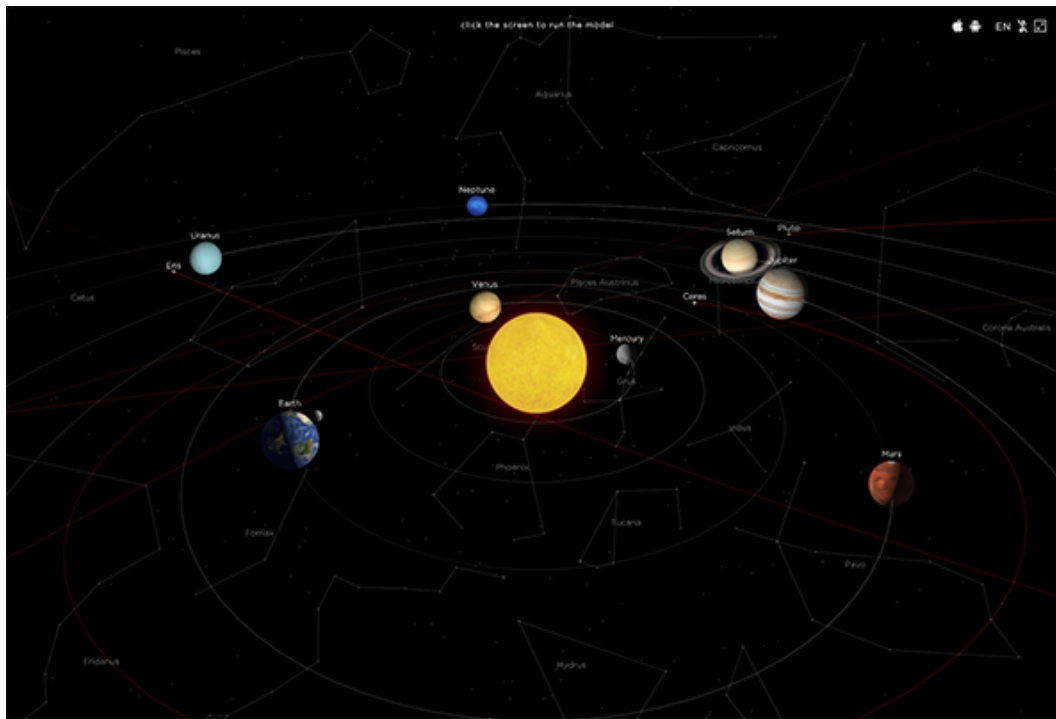 click the screen to run the model
EN
Pisces
Aquarius
Capricornus
Neptune
Uranus
Saturn
Pluto
Eris
Jupiter
Cetus
Venus
Pisces Austrinus
Ceres
Corona Australis
Mercury
Grus
Earth
Indus
Mars
Phoenix
Tucana
Fornax
Pavo
Eridanus
Hydrus